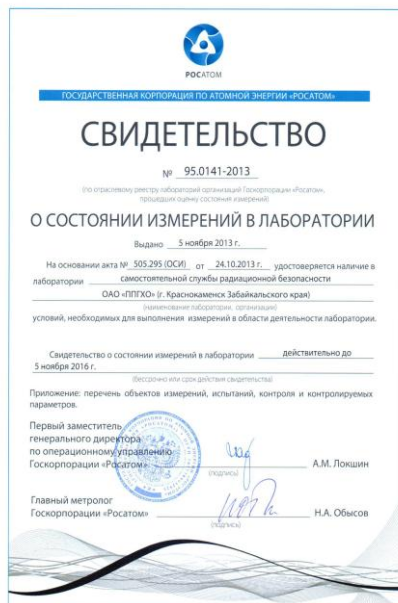 РОСАТОМ
ГОСУДАРСТВЕННАЯ КОРПОРАЦИЯ ПО АТОМНОЙ ЭНЕРГИИ «РОСАТОМ»
СВИДЕТЕЛЬСТВО
№ 95.0141-2013
(по отраслевому реестру лабораторий организаций Госкорпорации «Росатом»,
прошедших оценку состояния измерений)
О СОСТОЯНИИ ИЗМЕРЕНИЙ В ЛАБОРАТОРИИ
Выдано 5 ноября 2013 г.
На основании акта № 505.295 (ОСИ) от 24.10.2013 г. удостоверяется наличие в
лаборатории самостоятельной службы радиационной безопасности
ОАО «ППГХО» (г. Краснокаменск Забайкальского края)
(наименование лаборатории, организации)
условий, необходимых для выполнения измерений в области деятельности лаборатории.
Свидетельство о состоянии измерений в лаборатории действительно до
5 ноября 2016 г.
(бессрочно или срок действия свидетельства)
Приложение: перечень объектов измерений, испытаний, контроля и контролируемых
параметров.
Первый заместитель
генерального директора
по операционному управлению
Госкорпорации «Росатом» А.М. Локшин
(подпись)
Главный метролог
Госкорпорации «Росатом» Н.А. Обысов
(подпись)